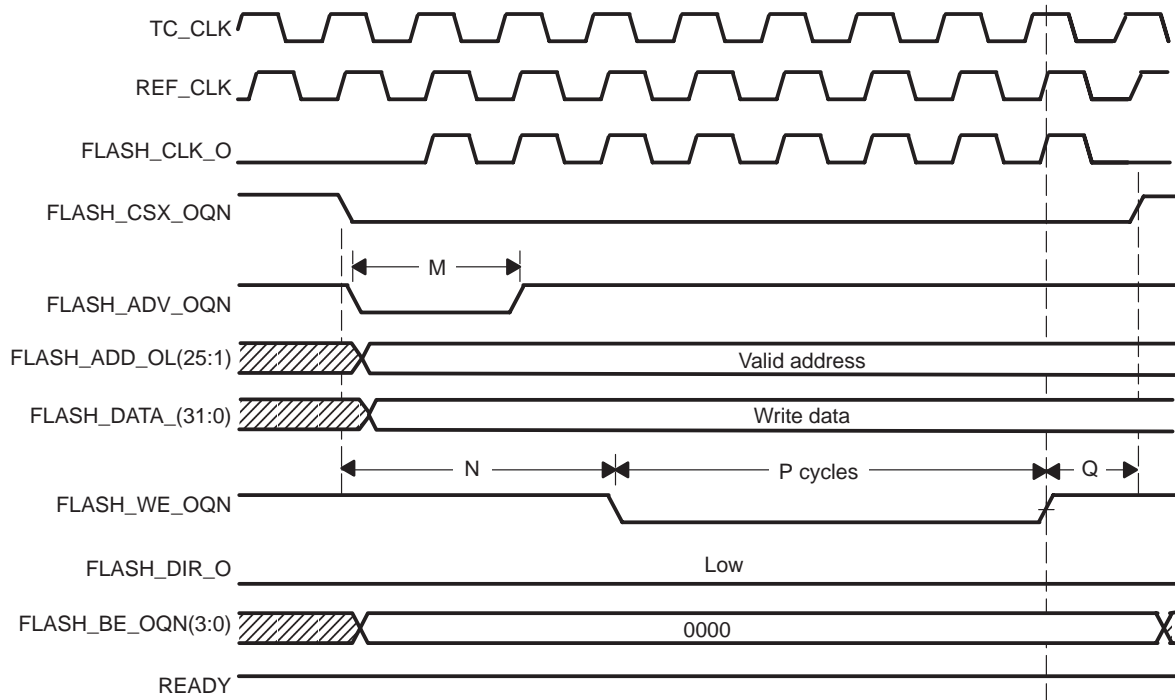 TC_CLK
REF_CLK
FLASH_CLK_O
FLASH_CSX_OQN
M
FLASH_ADV_OQN
FLASH_ADD_OL(25:1)
Valid address
FLASH_DATA_(31:0)
Write data
N
P cycles
Q
FLASH_WE_OQN
FLASH_DIR_O
Low
FLASH_BE_OQN(3:0)
0000
READY